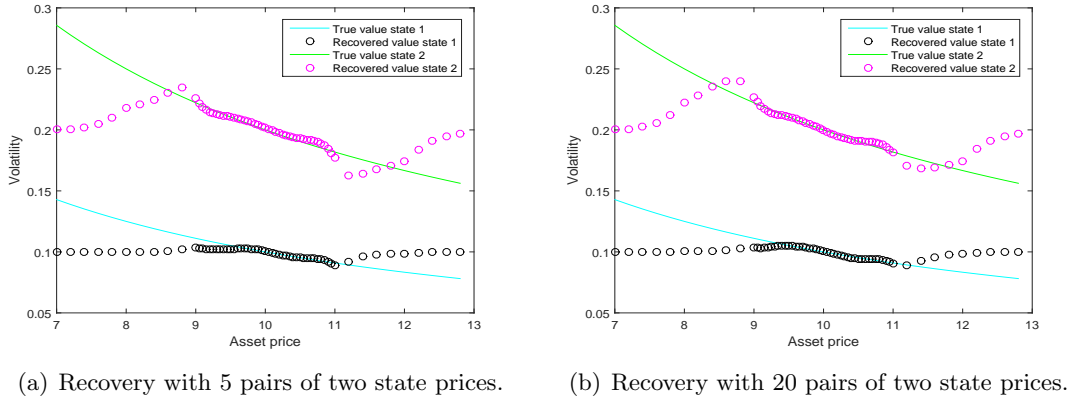 0.3
0.25
0.2
0.15
0.1
0.05
Volatility
7 8 9 10 11 12 13
Asset price
True value state 1
Recovered value state 1
True value state 2
Recovered value state 2
(a) Recovery with 5 pairs of two state prices.
0.3
0.25
0.2
0.15
0.1
0.05
Volatility
7 8 9 10 11 12 13
Asset price
True value state 1
Recovered value state 1
True value state 2
Recovered value state 2
(b) Recovery with 20 pairs of two state prices.